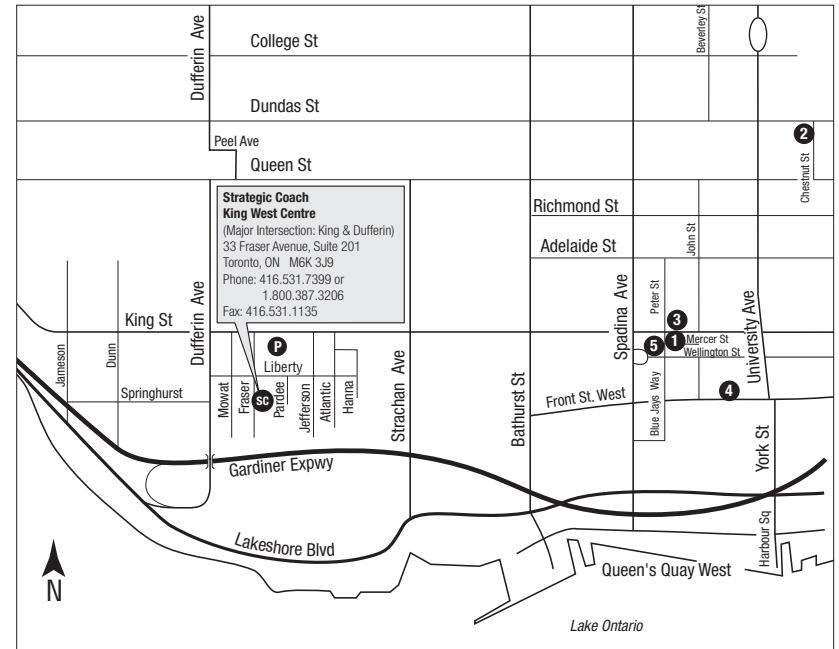 Dufferin Ave
College St
Beverley St
Dundas St
2
Peel Ave
Queen St
Chestnut St
Strategic Coach
King West Centre
(Major Intersection: King & Dufferin)
33 Fraser Avenue, Suite 201
Toronto, ON M6K 3J9
Phone: 416.531.7399 or
1.800.387.3206
Fax: 416.531.1135
Richmond St
John St
Adelaide St
Spadina Ave
Peter St
University Ave
King St
Dufferin Ave
3
P
1
Mercer St
5
Wellington St
Liberty
Jameson
Dunn
Springhurst
Mowat
Fraser
SC
Pardee
Jefferson
Atlantic
Hanna
Strachan Ave
Bathurst St
Front St. West
Blue Jays Way
4
York St
Gardiner Expwy
Lakeshore Blvd
Harbour Sq
Queen's Quay West
N
Lake Ontario